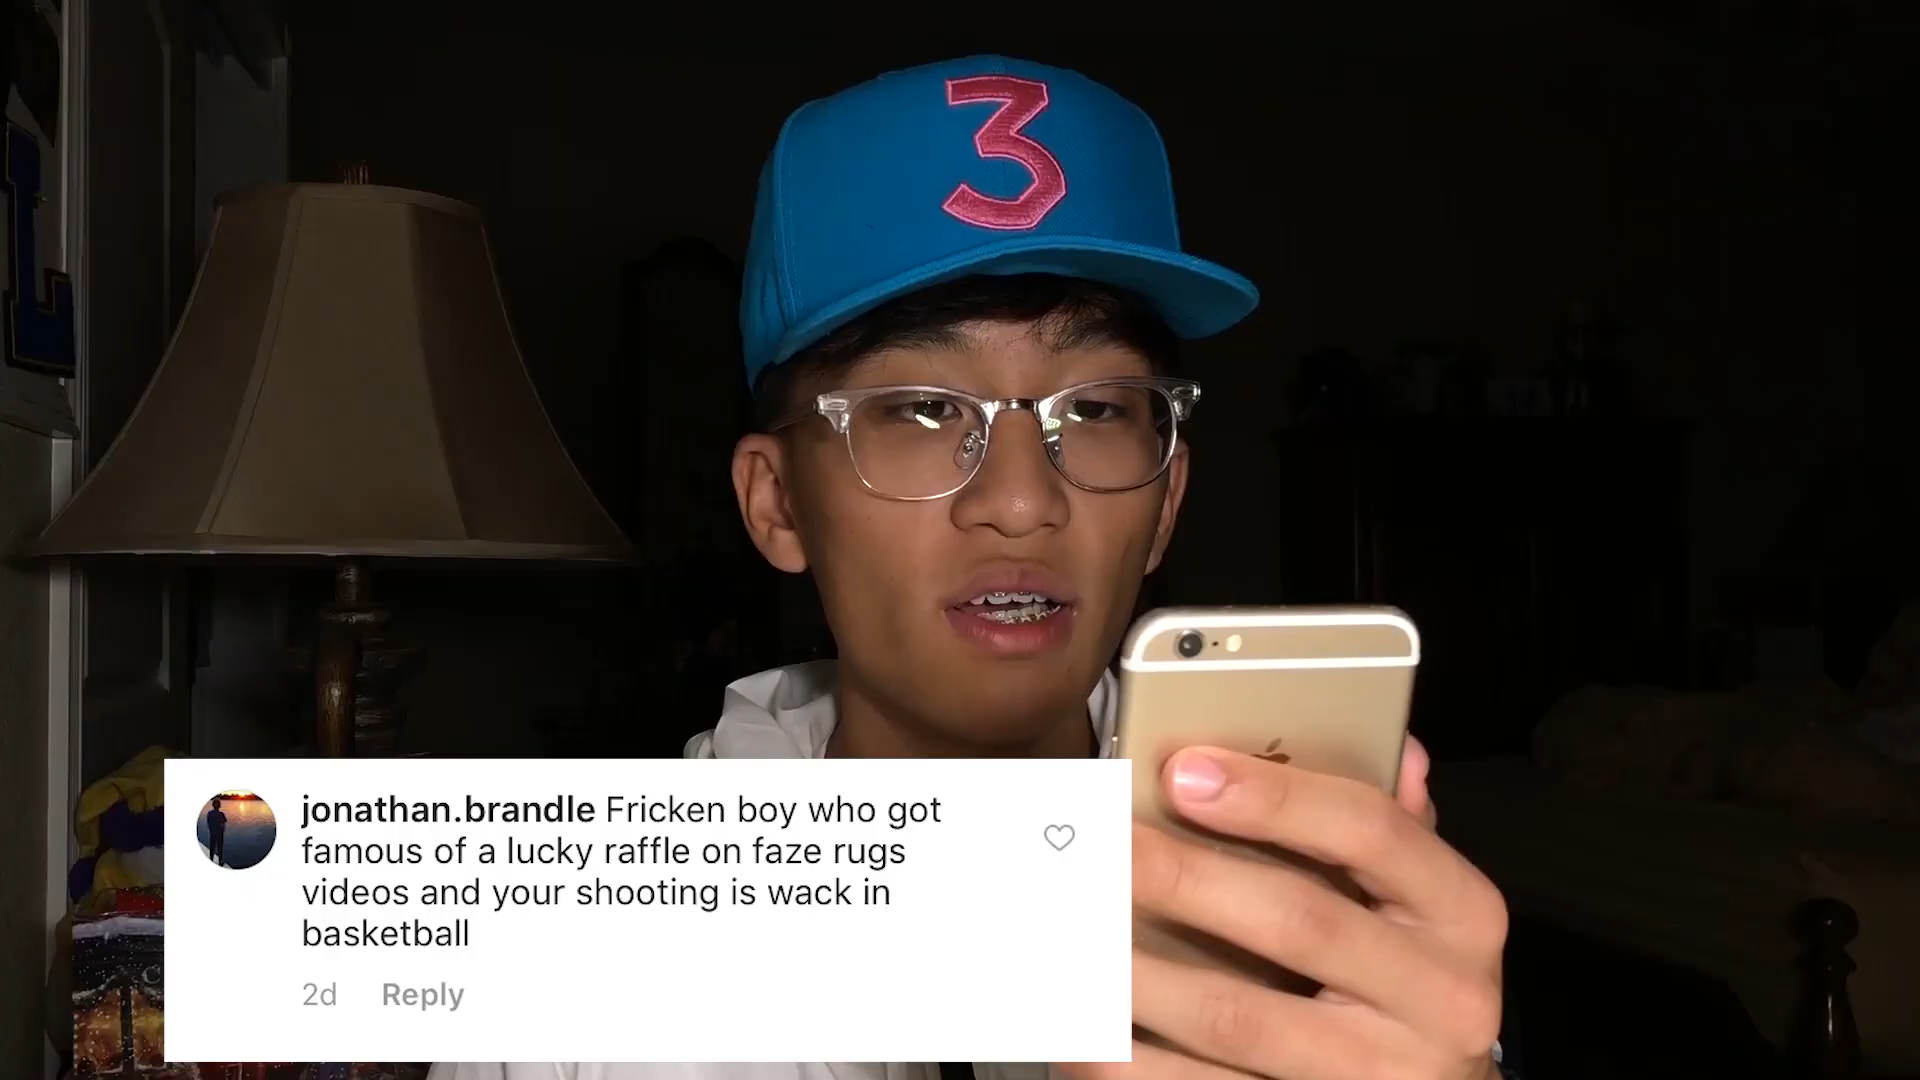 3
L
jonathan.brandle Fricken boy who got
famous of a lucky raffle on faze rugs
videos and your shooting is wack in
basketball
2d Reply